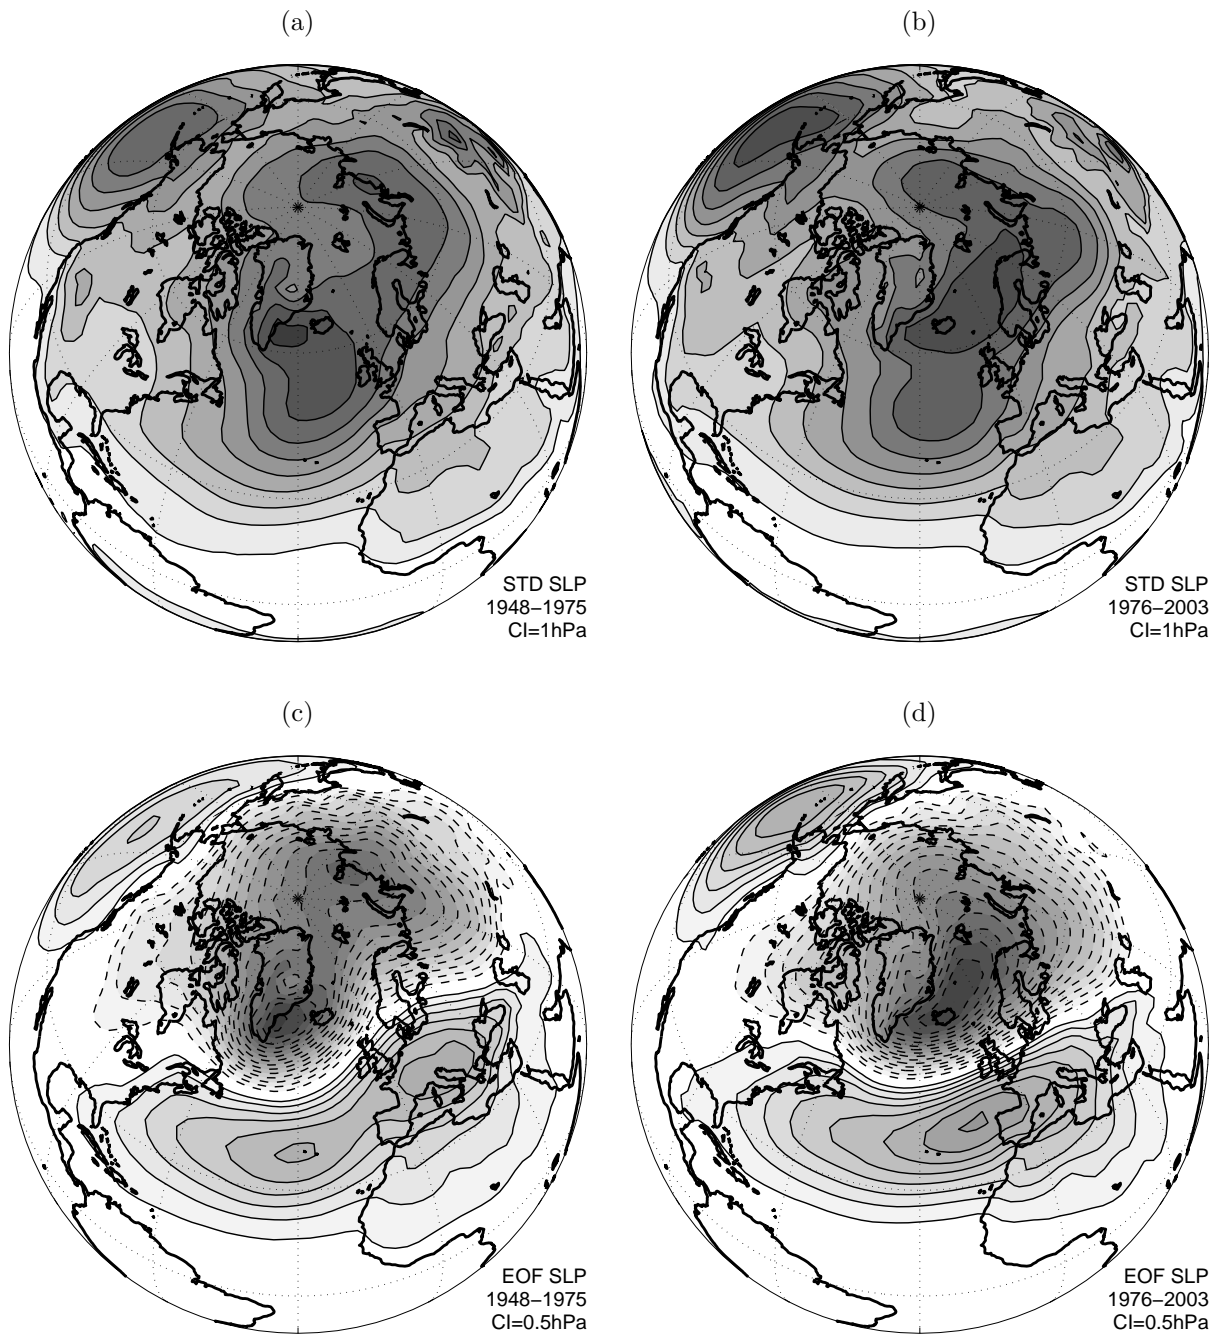 (a)
(b)
STD SLP
1948−1975
CI=1hPa
STD SLP
1976−2003
CI=1hPa
(c)
(d)
EOF SLP
1948−1975
CI=0.5hPa
EOF SLP
1976−2003
CI=0.5hPa